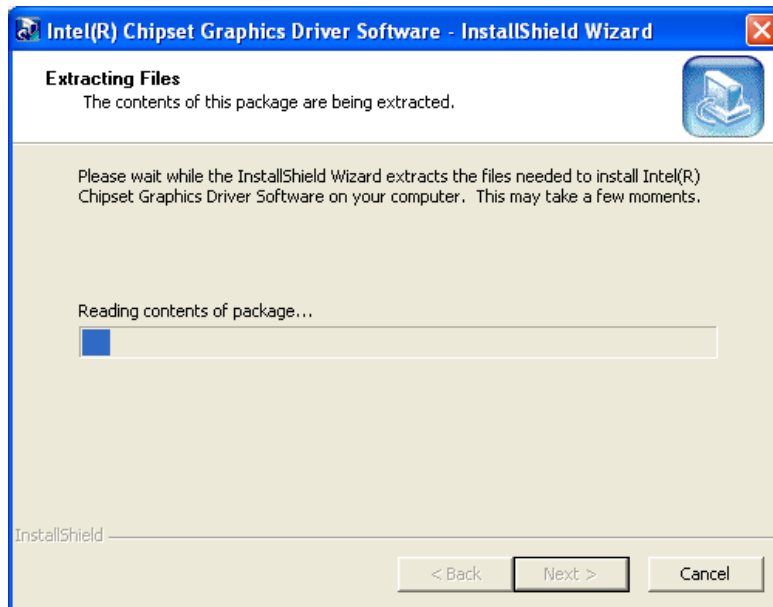 Intel(R) Chipset Graphics Driver Software - InstallShield Wizard
Extracting Files
The contents of this package are being extracted.
Please wait while the InstallShield Wizard extracts the files needed to install Intel(R)
Chipset Graphics Driver Software on your computer.  This may take a few moments.
Reading contents of package...
InstallShield
< Back Next > Cancel